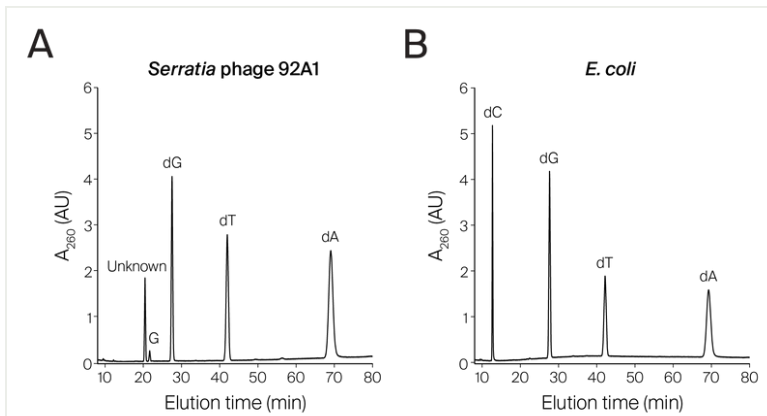 A
Serratia phage 92A1
6
5
4
3
2
1
0
A260 (AU)
Unknown
G
dG
dT
dA
10 20 30 40 50 60 70 80
Elution time (min)
B
E. coli
6
5
4
3
2
1
0
A260 (AU)
dC
dG
dT
dA
10 20 30 40 50 60 70 80
Elution time (min)